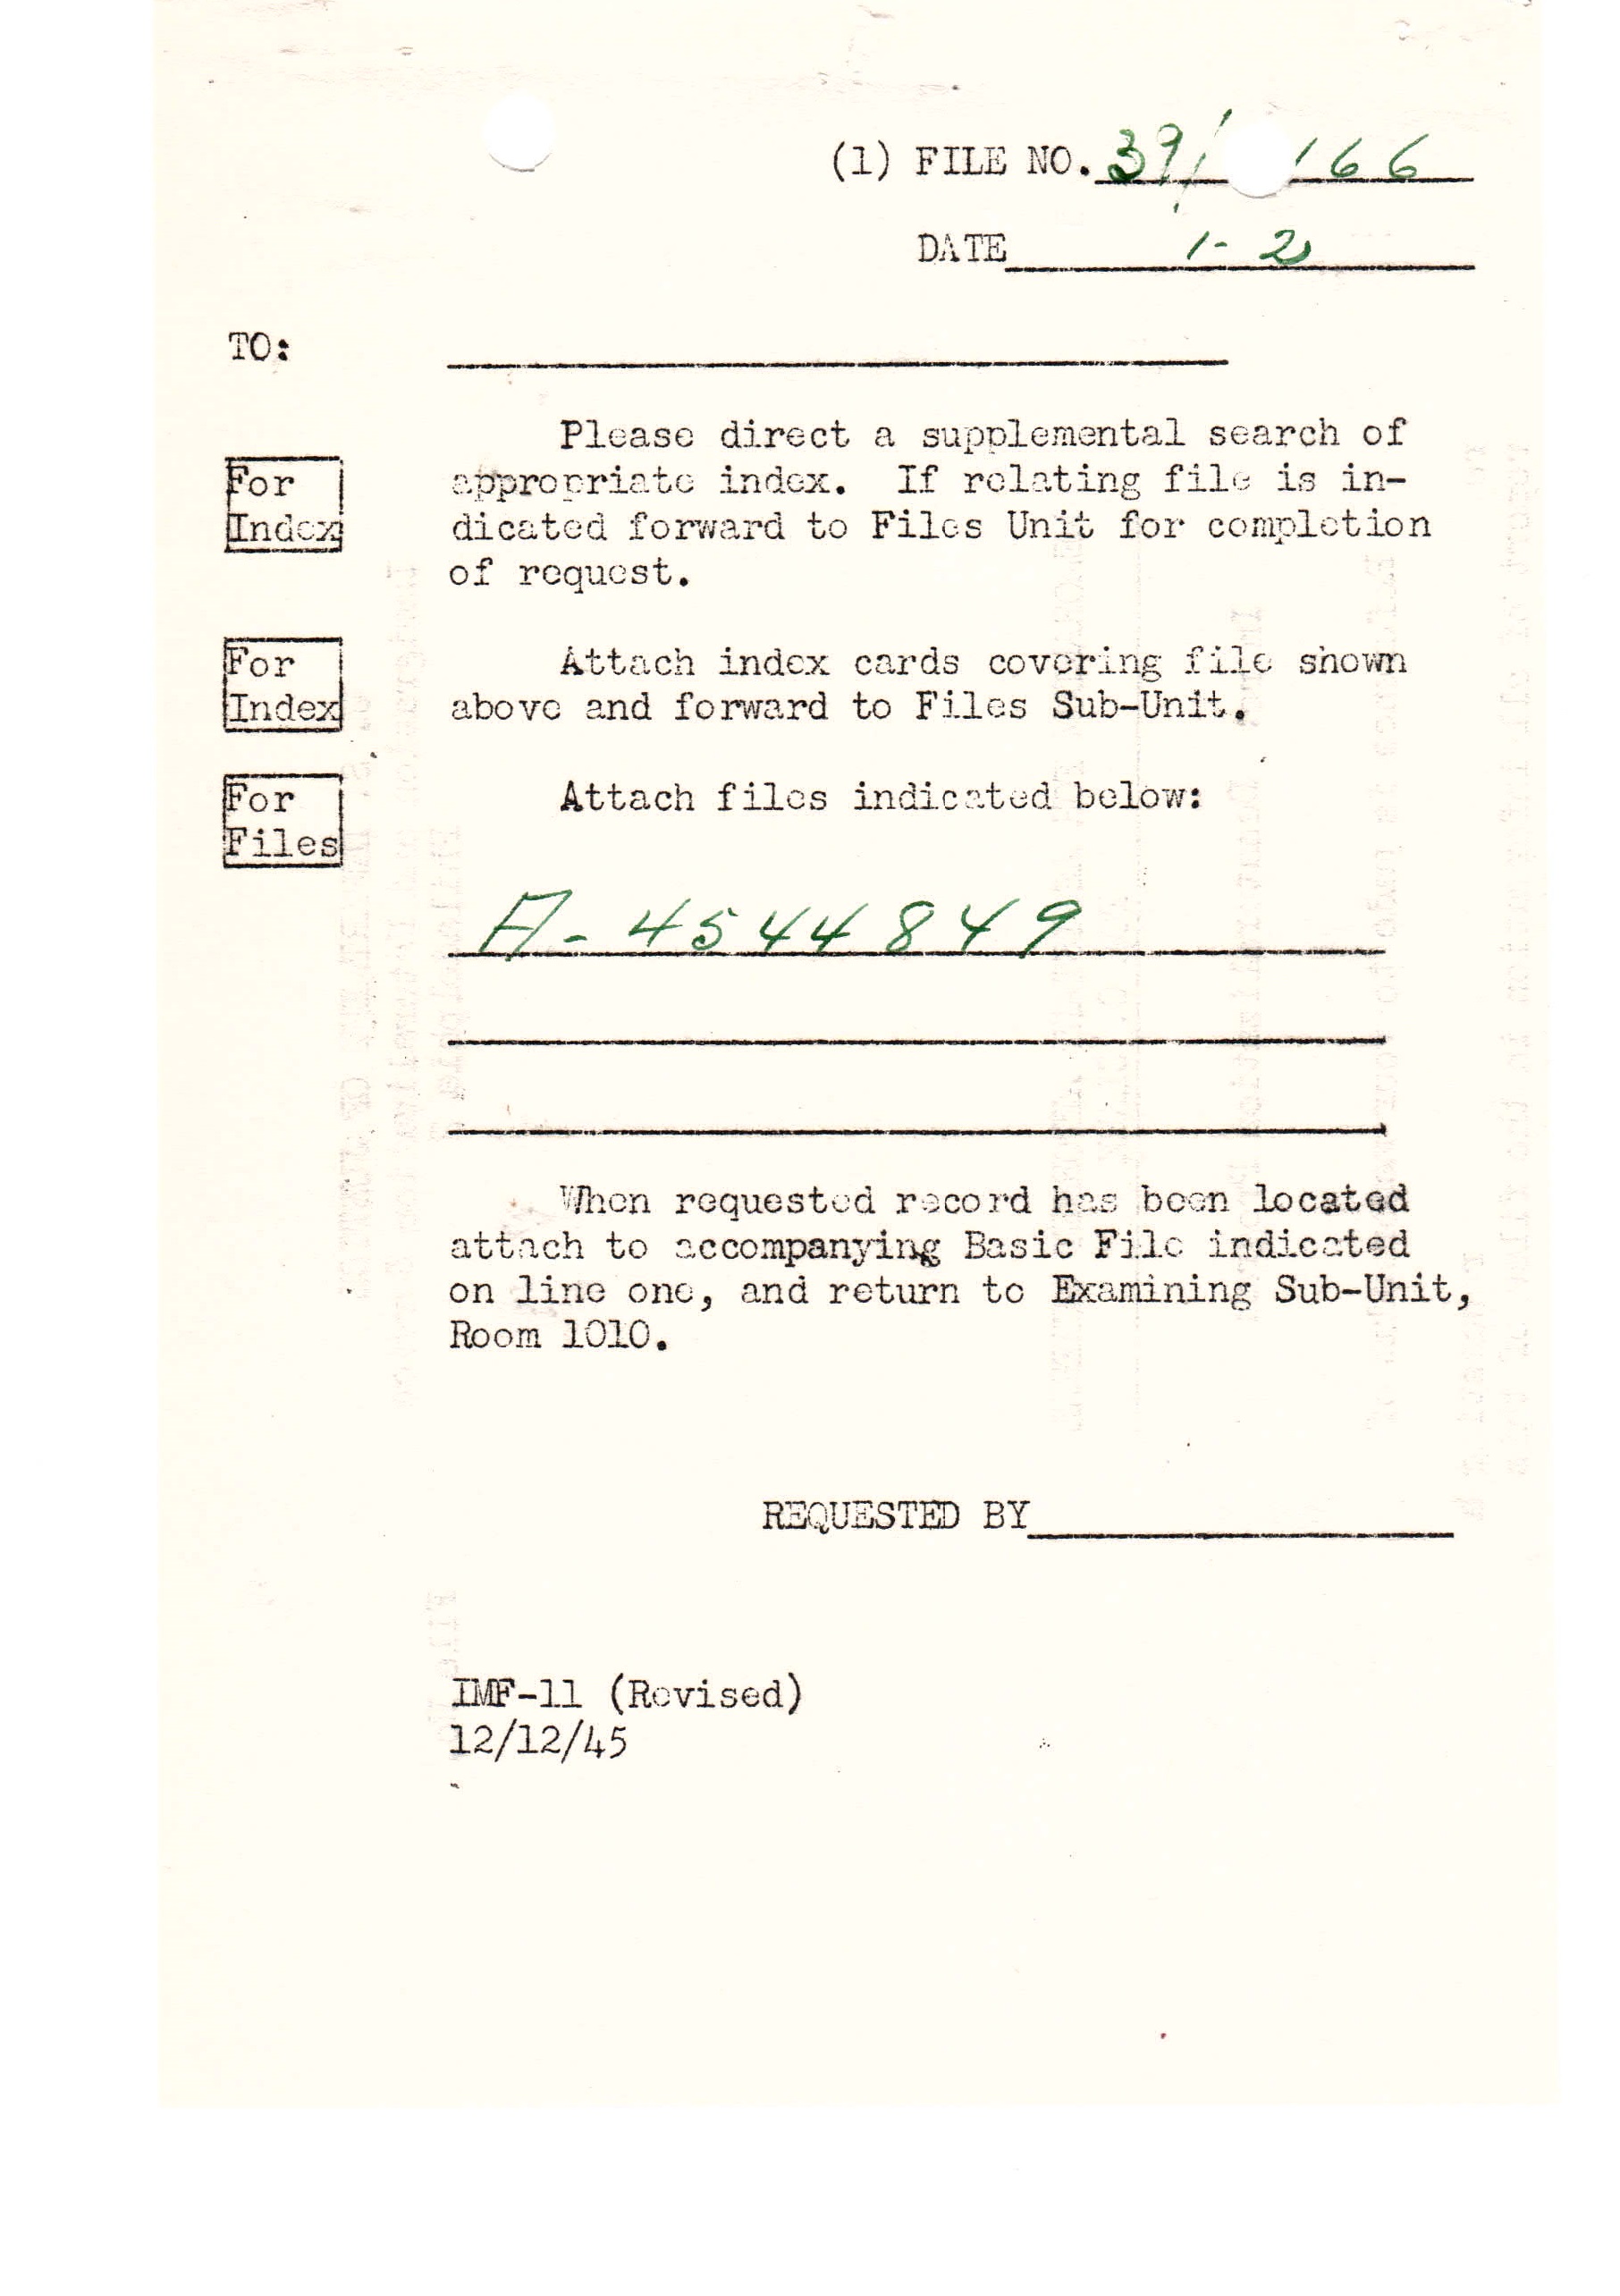 (1) FILE NO. 39/ 166
DATE 1-2
TO:
For
Index
Please direct a supplemental search of
appropriate index. If relating file is in-
dicated forward to Files Unit for completion
of request.
For
Index
Attach index cards covering file shown
above and forward to Files Sub-Unit.
For
Files
Attach files indicated below:
A-4544849
When requested record has been located
attach to accompanying Basic File indicated
on line one, and return to Examining Sub-Unit,
Room 1010.
REQUESTED BY
IMF-11 (Revised)
12/12/45